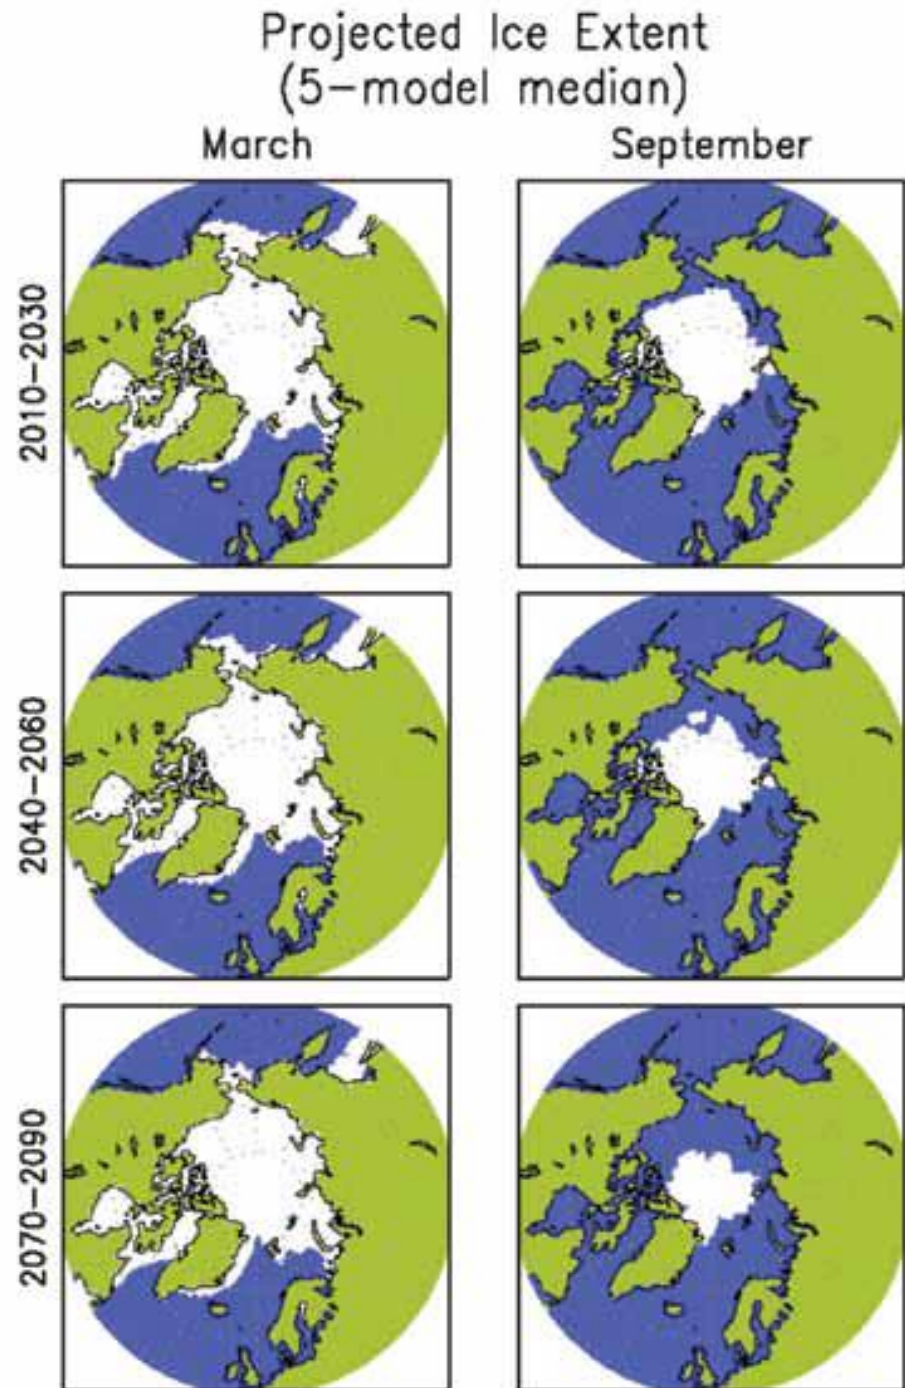 Projected Ice Extent
(5-model median)
March
September
2010-2030
2040-2060
2070-2090